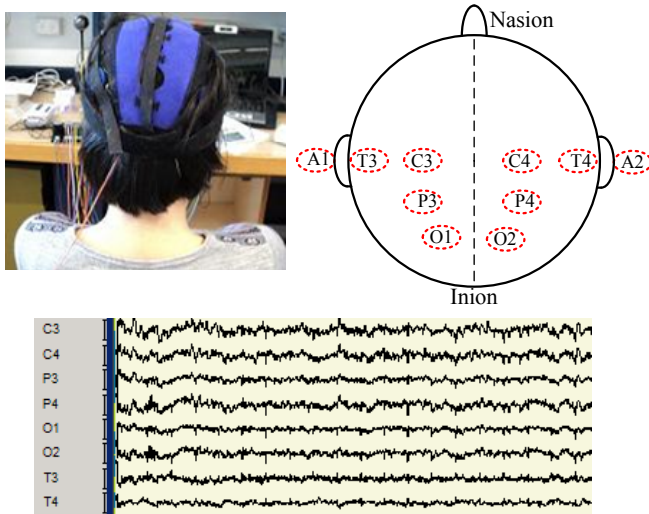 Nasion
A1 T3 C3 C4 T4 A2
P3 P4
O1 O2
Inion
C3
C4
P3
P4
O1
O2
T3
T4